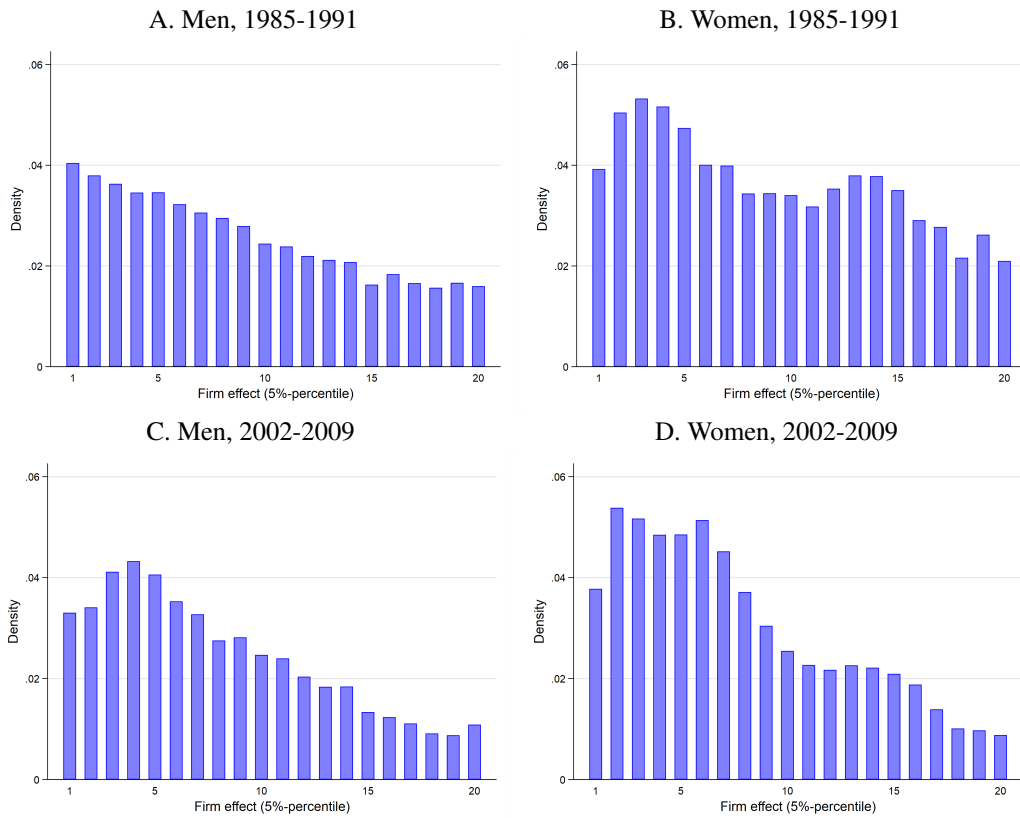 A. Men, 1985-1991
.06
.04
.02
0
Density
1 5 10 15 20
Firm effect (5%-percentile)
B. Women, 1985-1991
.06
.04
.02
0
Density
1 5 10 15 20
Firm effect (5%-percentile)
C. Men, 2002-2009
.06
.04
.02
0
Density
1 5 10 15 20
Firm effect (5%-percentile)
D. Women, 2002-2009
.06
.04
.02
0
Density
1 5 10 15 20
Firm effect (5%-percentile)